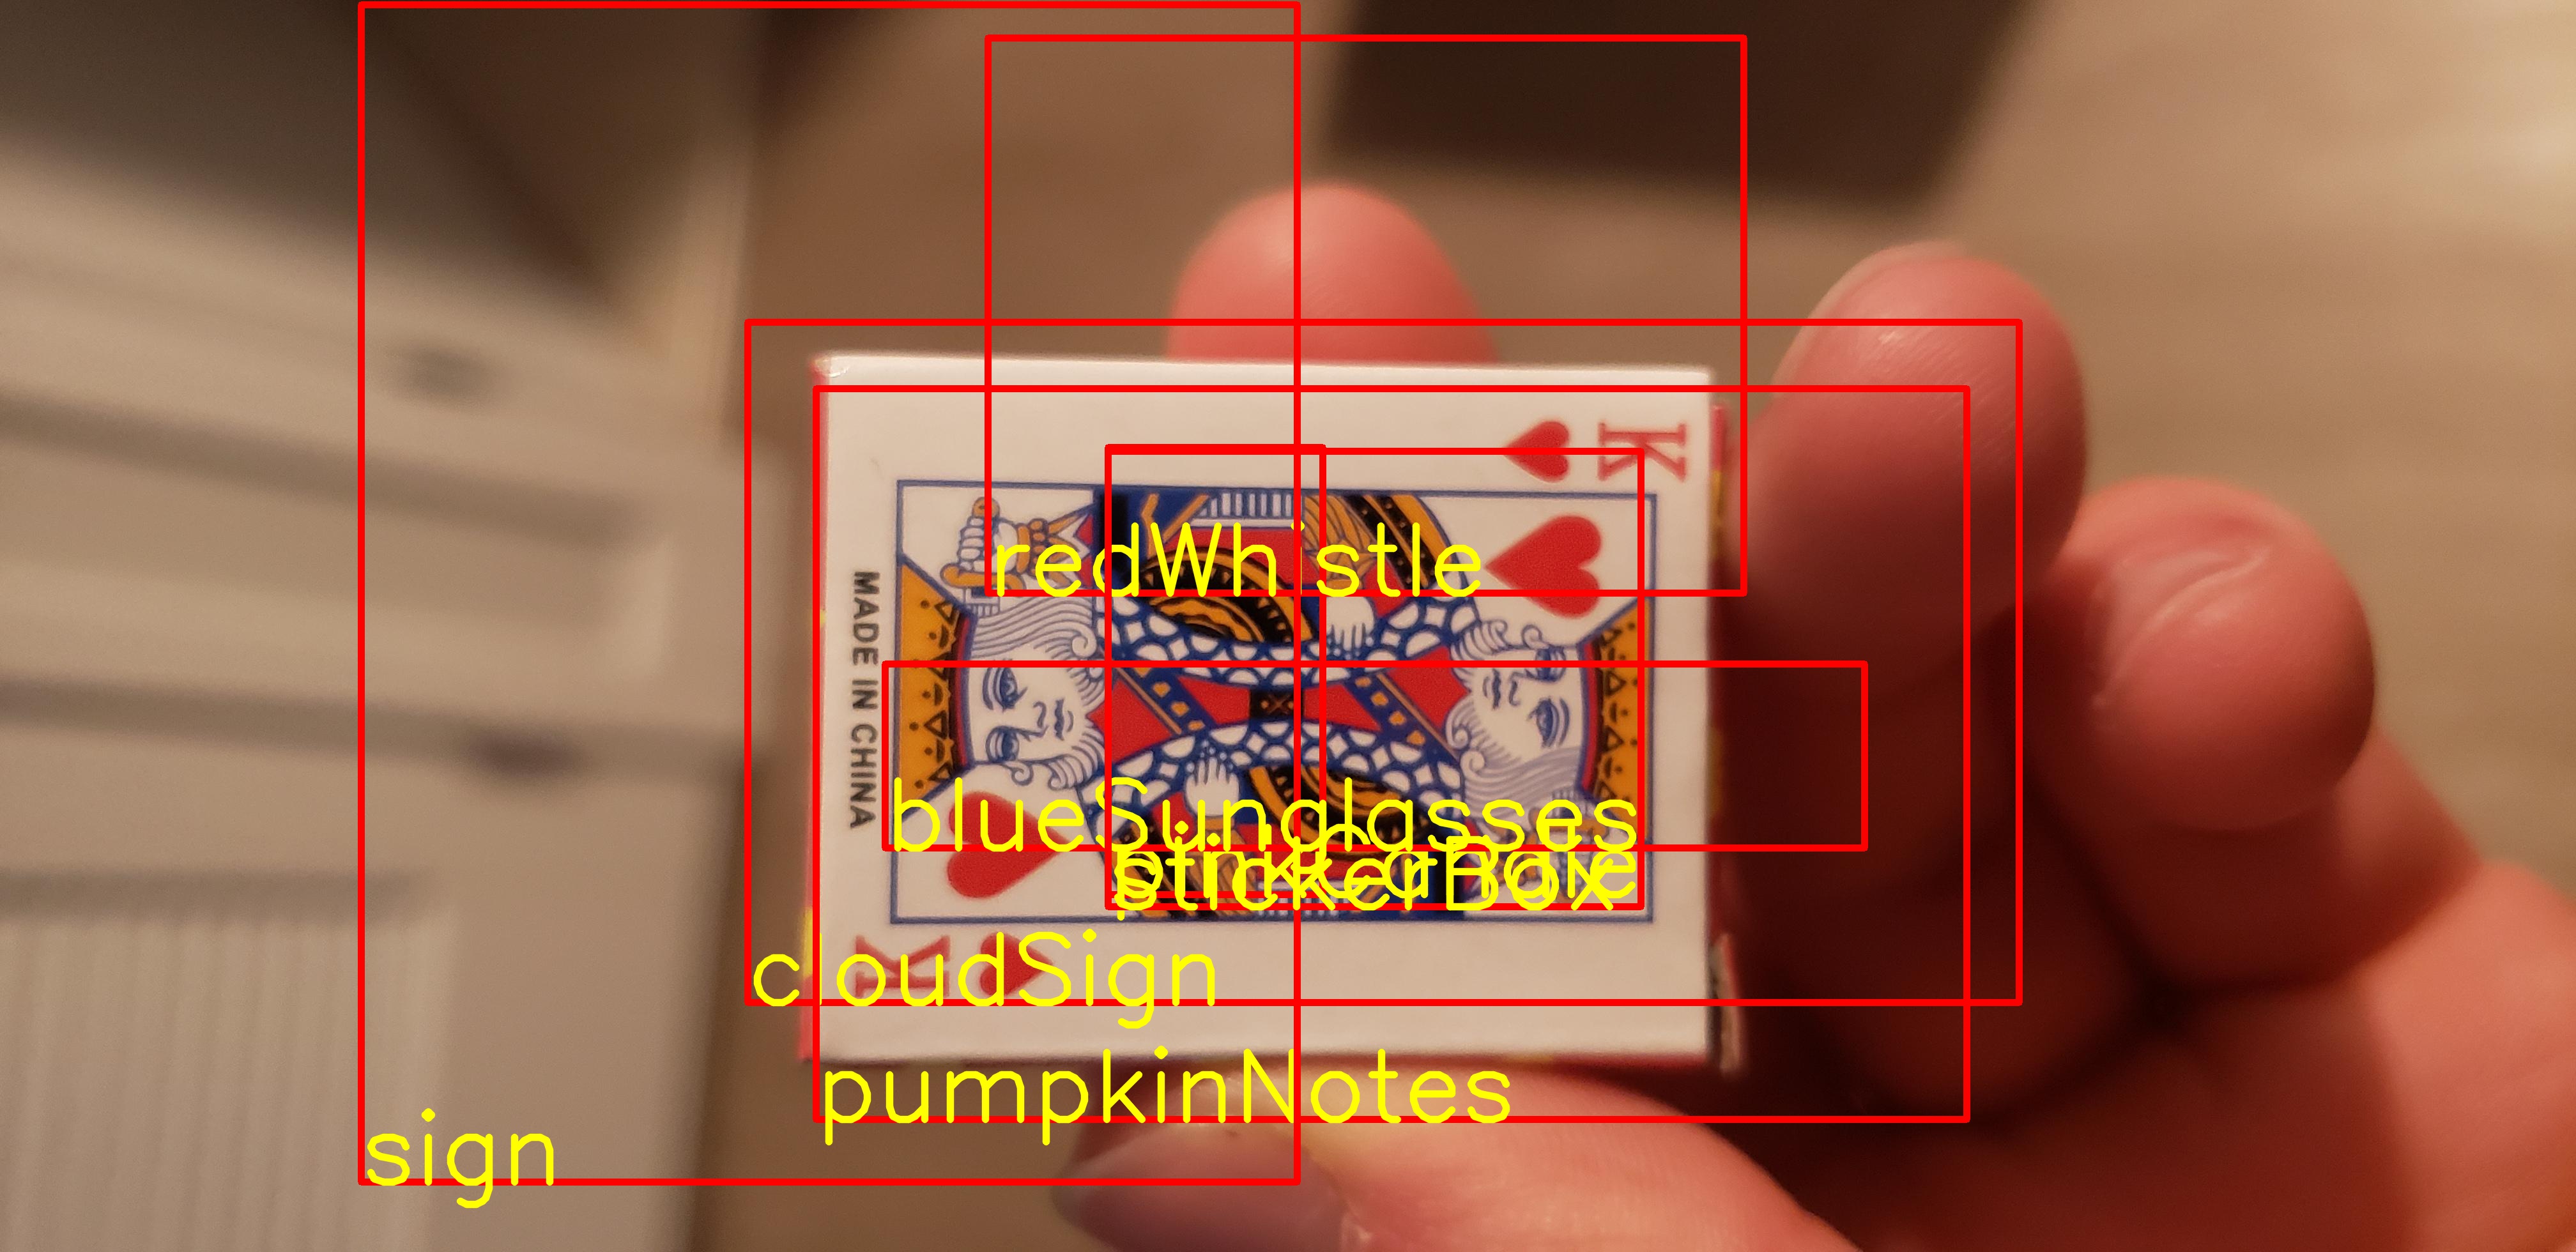 K
redWhistle
MADE IN CHINA
blueSunglasses
stickerBox
K
cloudSign
pumpkinNotes
sign